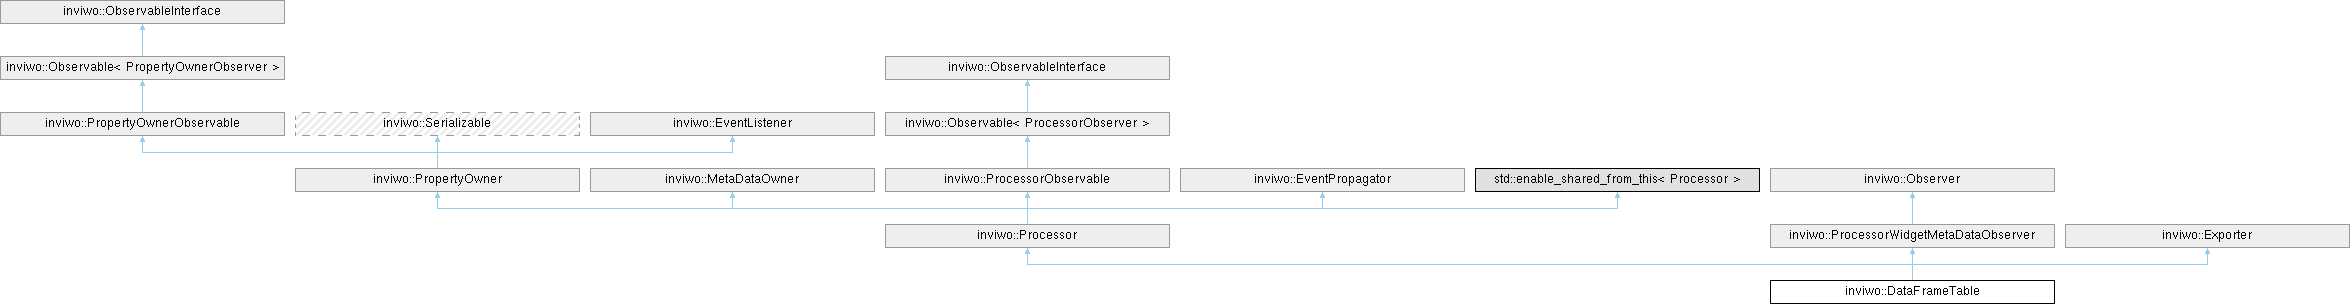 inviwo::ObservableInterface
inviwo::Observable< PropertyOwnerObserver >
inviwo::ObservableInterface
inviwo::PropertyOwnerObservable
inviwo::Serializable
inviwo::EventListener
inviwo::Observable< ProcessorObserver >
inviwo::PropertyOwner
inviwo::MetaDataOwner
inviwo::ProcessorObservable
inviwo::EventPropagator
std::enable_shared_from_this< Processor >
inviwo::Observer
inviwo::Processor
inviwo::ProcessorWidgetMetaDataObserver
inviwo::Exporter
inviwo::DataFrameTable